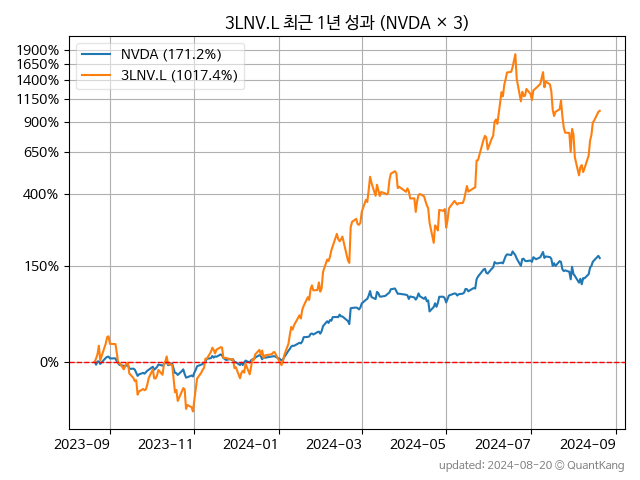 3LNV.L 최근 1년 성과 (NVDA × 3)
NVDA (171.2%)
3LNV.L (1017.4%)
1900%
1650%
1400%
1150%
900%
650%
400%
150%
0%
2023-09 2023-11 2024-01 2024-03 2024-05 2024-07 2024-09
updated: 2024-08-20 © QuantKang